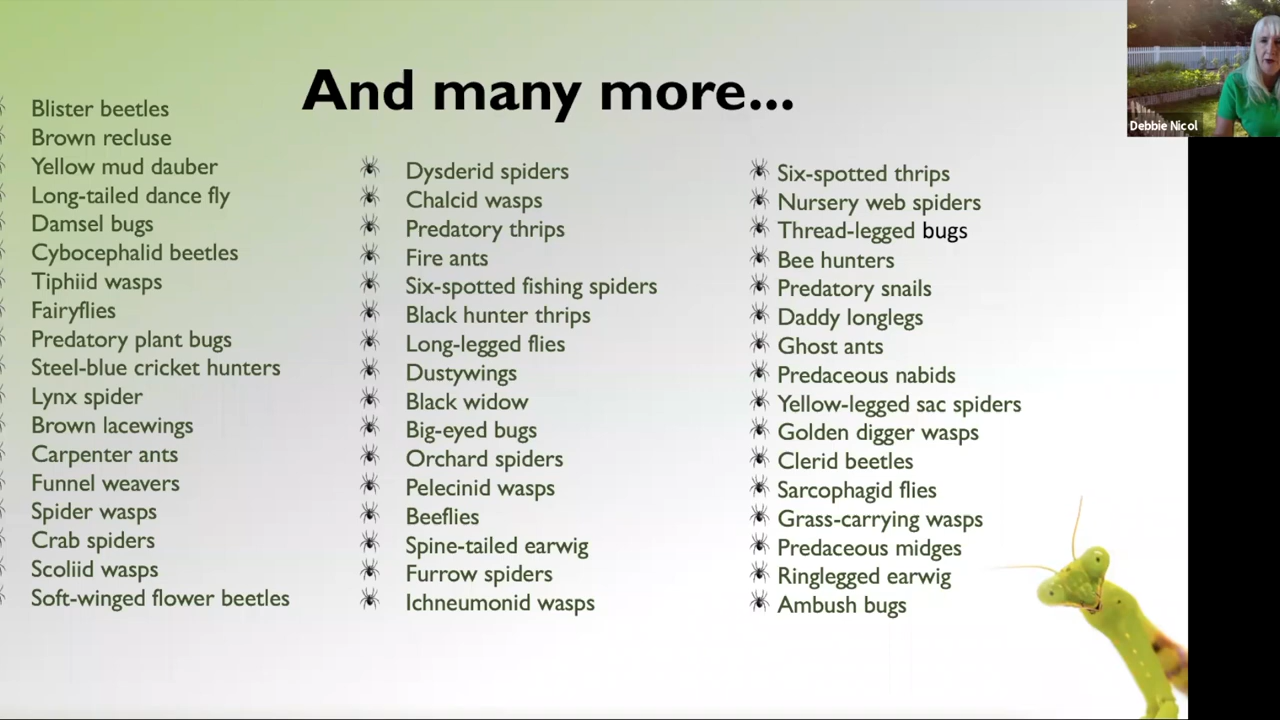 And many more...
Blister beetles
Brown recluse
Yellow mud dauber
Long-tailed dance fly
Damsel bugs
Cybocephalid beetles
Tiphiid wasps
Fairyflies
Predatory plant bugs
Steel-blue cricket hunters
Lynx spider
Brown lacewings
Carpenter ants
Funnel weavers
Spider wasps
Crab spiders
Scoliid wasps
Soft-winged flower beetles
Dysderid spiders
Chalcid wasps
Predatory thrips
Fire ants
Six-spotted fishing spiders
Black hunter thrips
Long-legged flies
Dustywings
Black widow
Big-eyed bugs
Orchard spiders
Pelecinid wasps
Beeflies
Spine-tailed earwig
Furrow spiders
Ichneumonid wasps
Six-spotted thrips
Nursery web spiders
Thread-legged bugs
Bee hunters
Predatory snails
Daddy longlegs
Ghost ants
Predaceous nabids
Yellow-legged sac spiders
Golden digger wasps
Clerid beetles
Sarcophagid flies
Grass-carrying wasps
Predaceous midges
Ringlegged earwig
Ambush bugs
Debbie Nicol